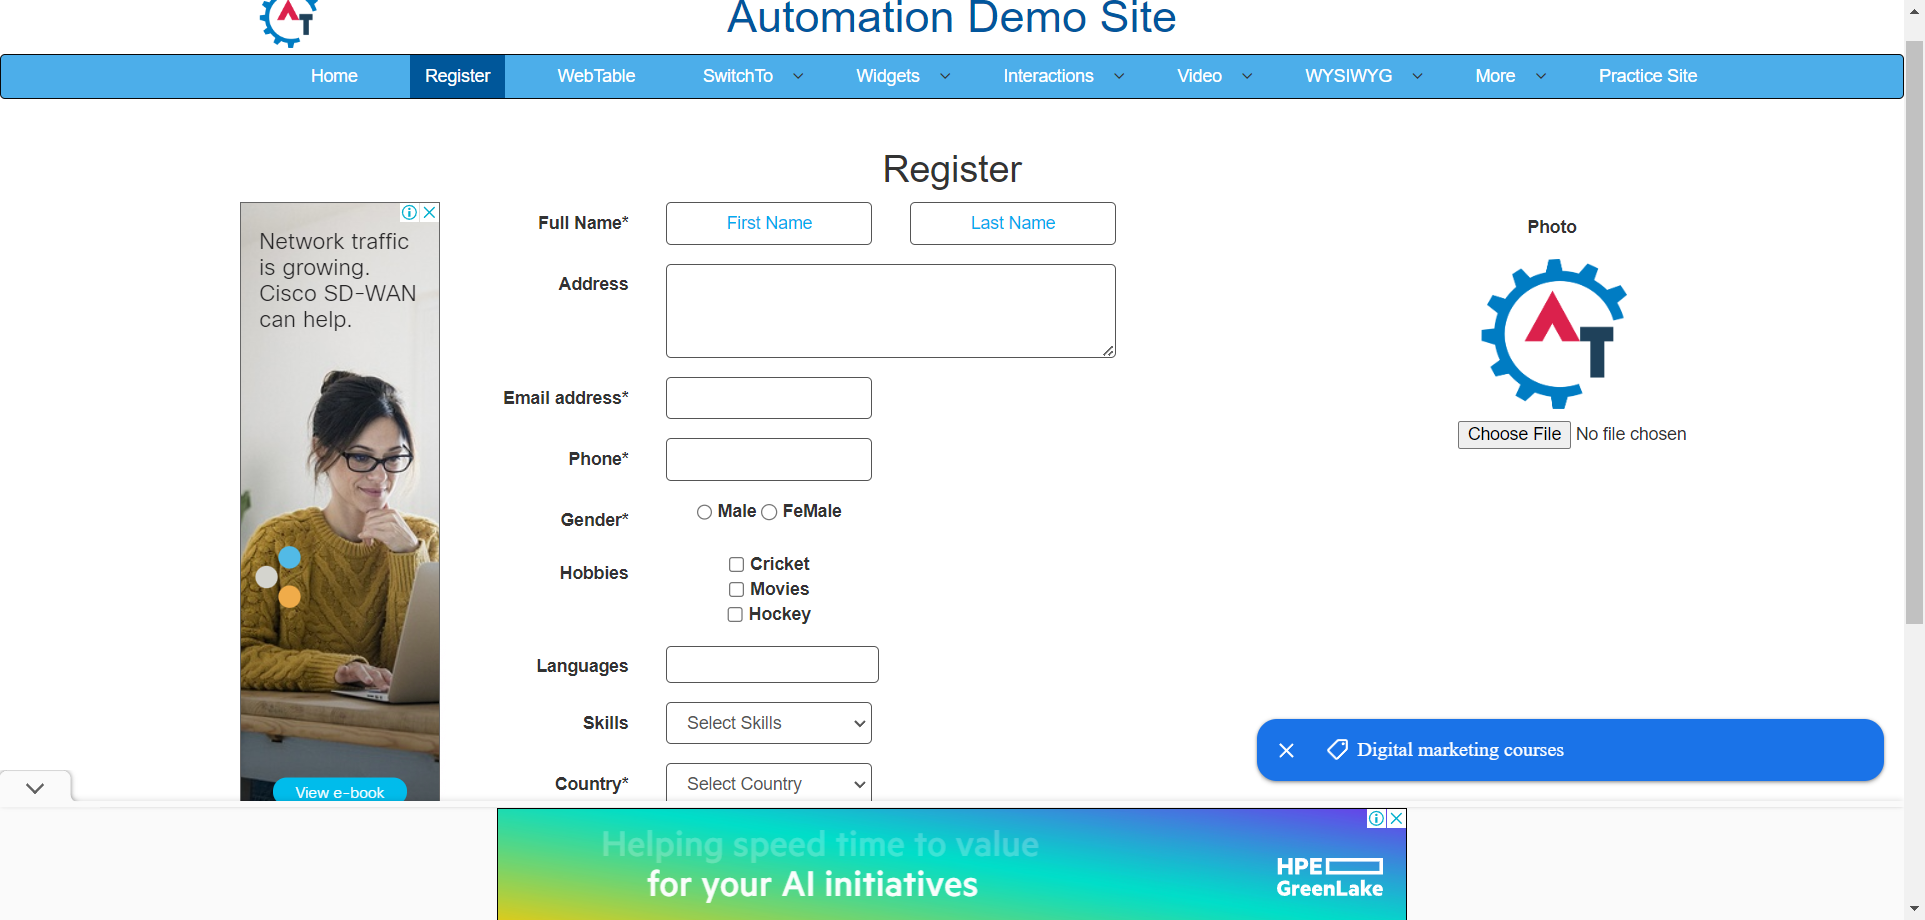 Automation Demo Site
Home Register WebTable SwitchTo Widgets Interactions Video WYSIWYG More Practice Site
Register
Network traffic
is growing.
Cisco SD-WAN
can help.
View e-book
Full Name* First Name Last Name
Address
Email address*
Phone*
Gender* Male FeMale
Hobbies Cricket
Movies
Hockey
Languages
Skills Select Skills
Country* Select Country
Photo
AT
Choose File No file chosen
Digital marketing courses
Helping speed time to value
for your AI initiatives
HPE
GreenLake